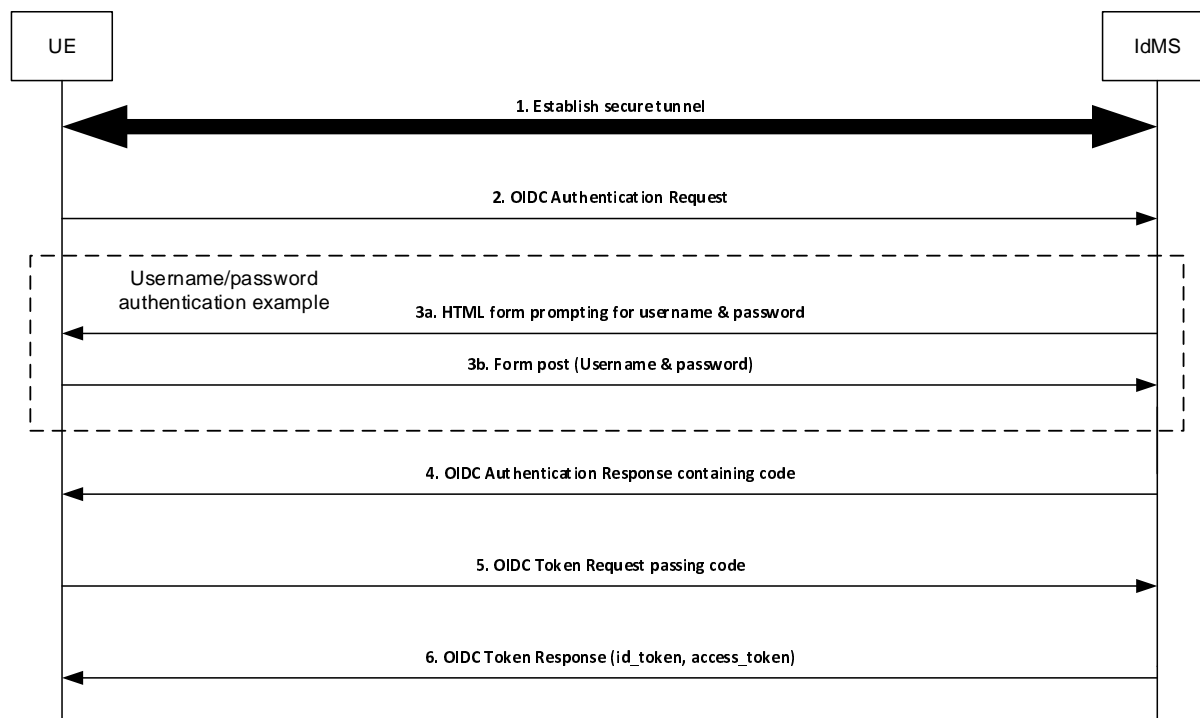 UE
IdMS
1. Establish secure tunnel
2. OIDC Authentication Request
Username/password
authentication example
3a. HTML form prompting for username & password
3b. Form post (Username & password)
4. OIDC Authentication Response containing code
5. OIDC Token Request passing code
6. OIDC Token Response (id_token, access_token)